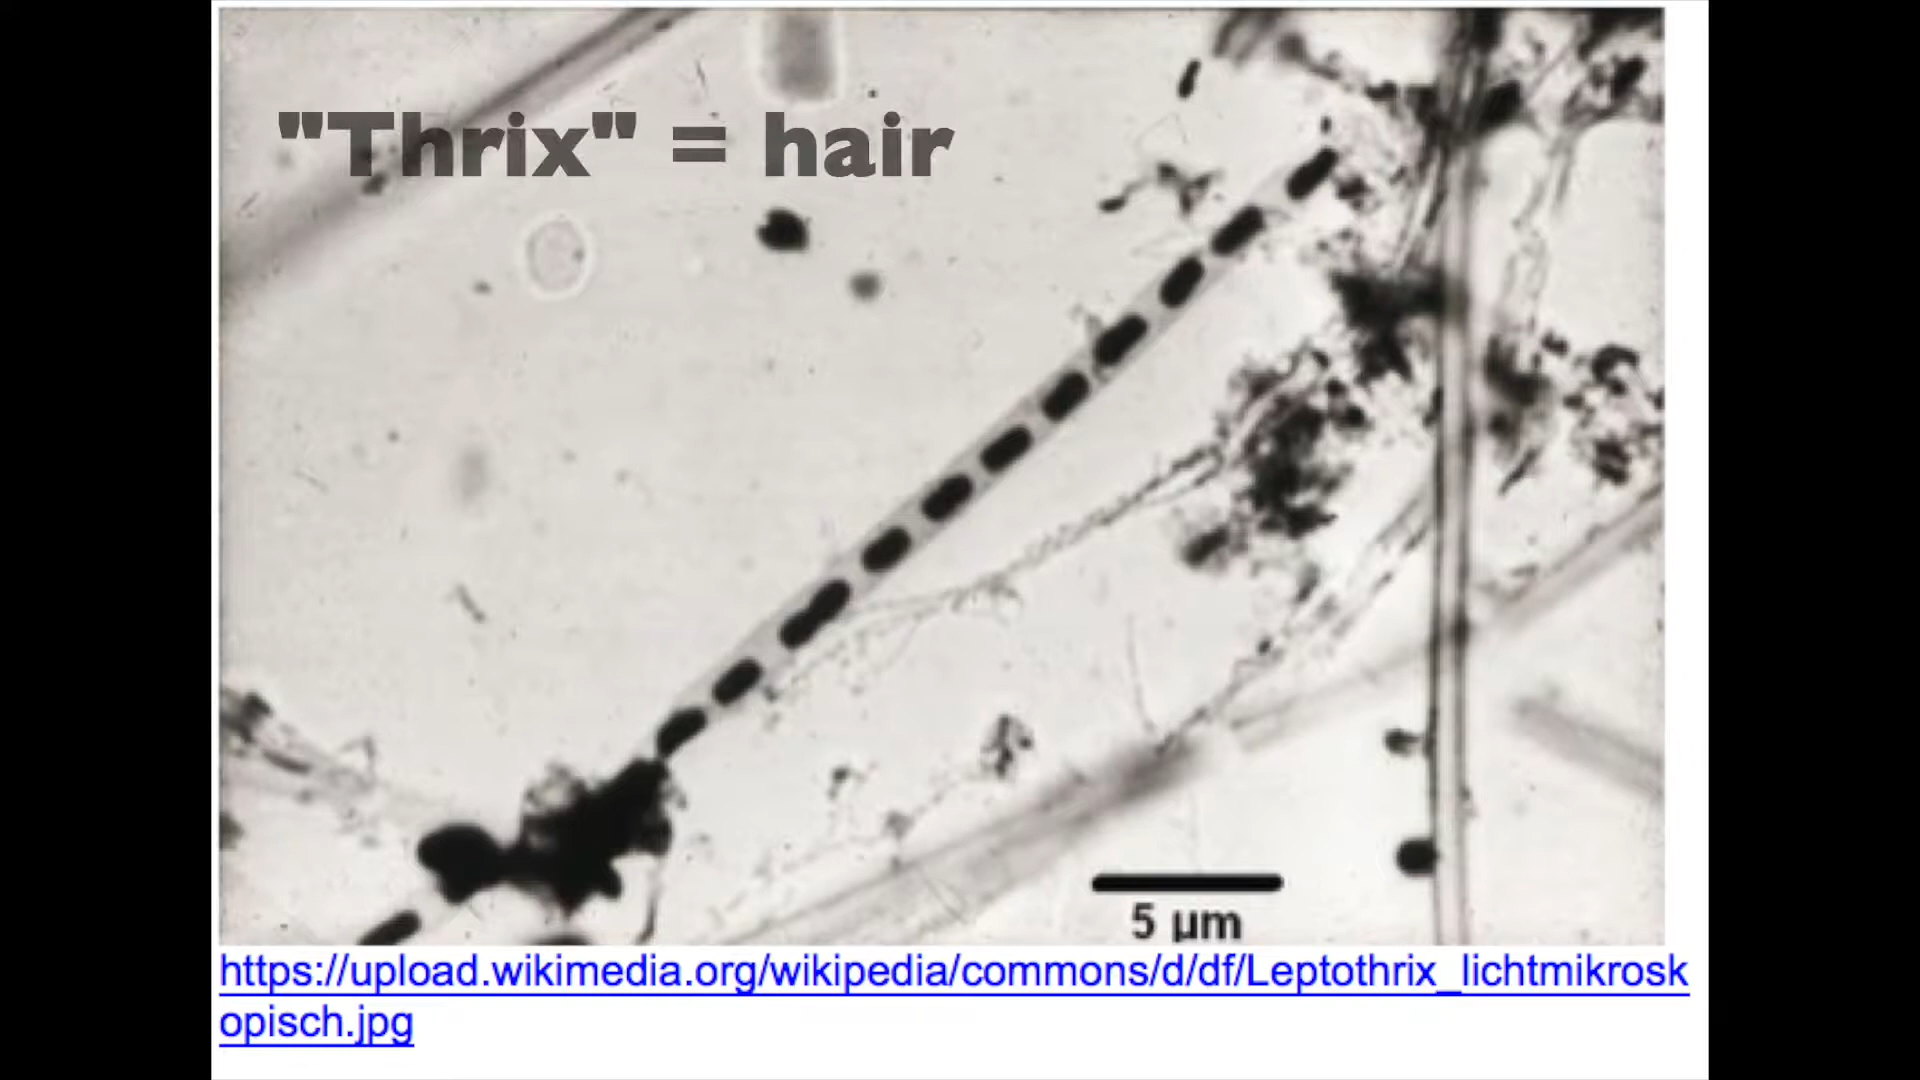 "Thrix" = hair
5 µm
https://upload.wikimedia.org/wikipedia/commons/d/df/Leptothrix_lichtmikrosk
opisch.jpg